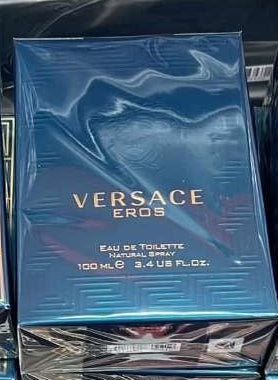 VERSACE
EROS
EAU DE TOILETTE
NATURAL SPRAY
100 ML℮ 3.4 US FL.OZ.